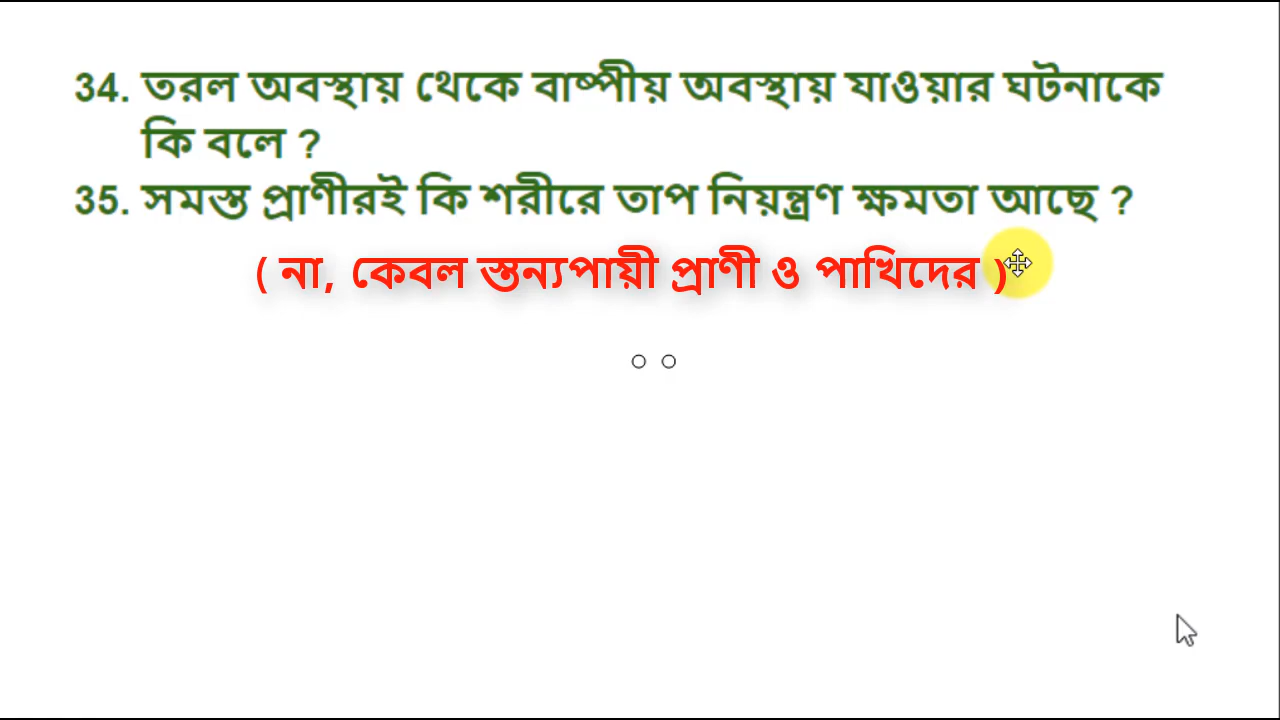 34. তরল অবস্থায় থেকে বাষ্পীয় অবস্থায় যাওয়ার ঘটনাকে
কি বলে ?
35. সমস্ত প্রাণীরই কি শরীরে তাপ নিয়ন্ত্রণ ক্ষমতা আছে ?
( না, কেবল স্তন্যপায়ী প্রাণী ও পাখিদের )